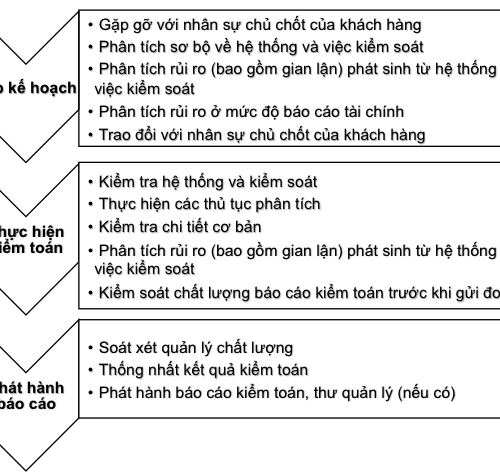 • Gặp gỡ với nhân sự chủ chốt của khách hàng
• Phân tích sơ bộ về hệ thống và việc kiểm soát
• Phân tích rủi ro (bao gồm gian lận) phát sinh từ hệ thống
việc kiểm soát
• Phân tích rủi ro ở mức độ báo cáo tài chính
• Trao đổi với nhân sự chủ chốt của khách hàng
kế hoạch
• Kiểm tra hệ thống và kiểm soát
• Thực hiện các thủ tục phân tích
• Kiểm tra chi tiết cơ bản
• Phân tích rủi ro (bao gồm gian lận) phát sinh từ hệ thống
việc kiểm soát
• Kiểm soát chất lượng báo cáo kiểm toán trước khi gửi
hực hiện
iểm toán
• Soát xét quản lý chất lượng
• Thống nhất kết quả kiểm toán
• Phát hành báo cáo kiểm toán, thư quản lý (nếu có)
hát hành
báo cáo